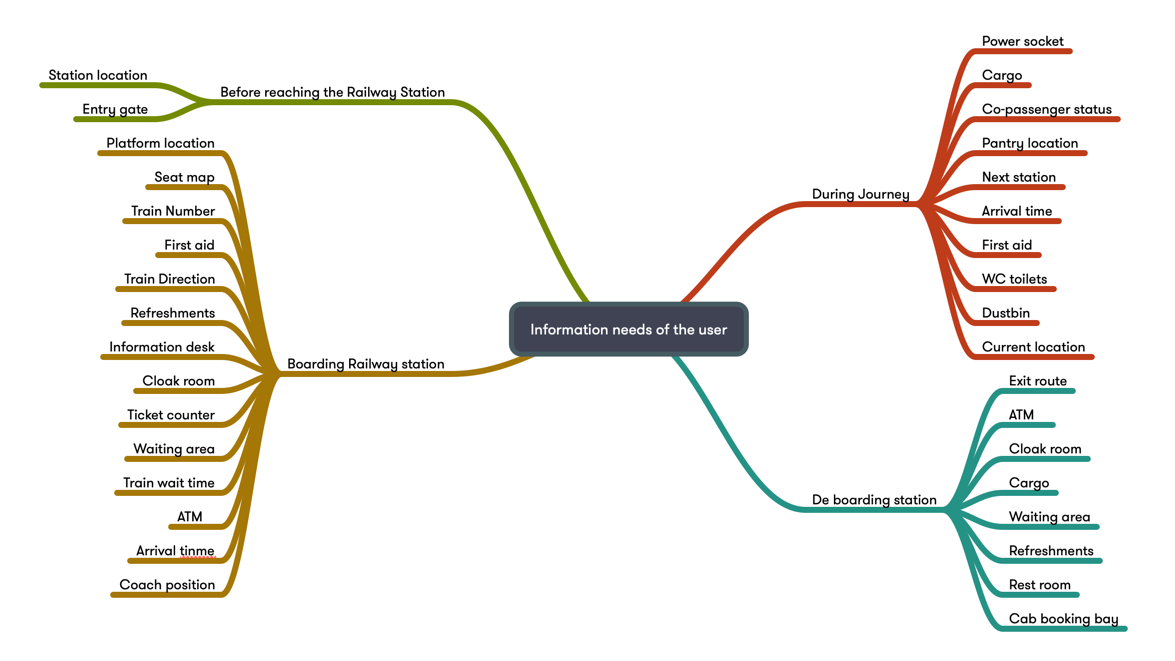 Information needs of the user
Before reaching the Railway Station
Station location
Entry gate
Boarding Railway station
Platform location
Seat map
Train Number
First aid
Train Direction
Refreshments
Information desk
Cloak room
Ticket counter
Waiting area
Train wait time
ATM
Arrival tinme
Coach position
During Journey
Power socket
Cargo
Co-passenger status
Pantry location
Next station
Arrival time
First aid
WC toilets
Dustbin
Current location
De boarding station
Exit route
ATM
Cloak room
Cargo
Waiting area
Refreshments
Rest room
Cab booking bay